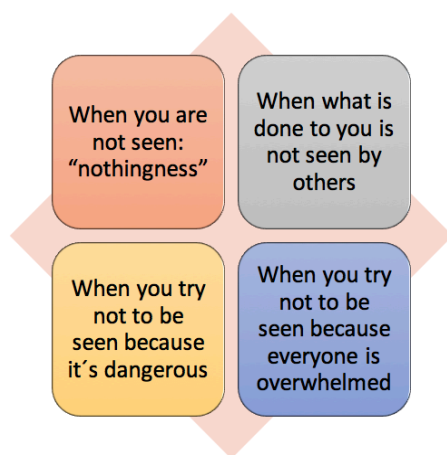 When you are
not seen:
“nothingness”
When what is
done to you is
not seen by
others
When you try
not to be
seen because
it´s dangerous
When you try
not to be
seen because
everyone is
overwhelmed